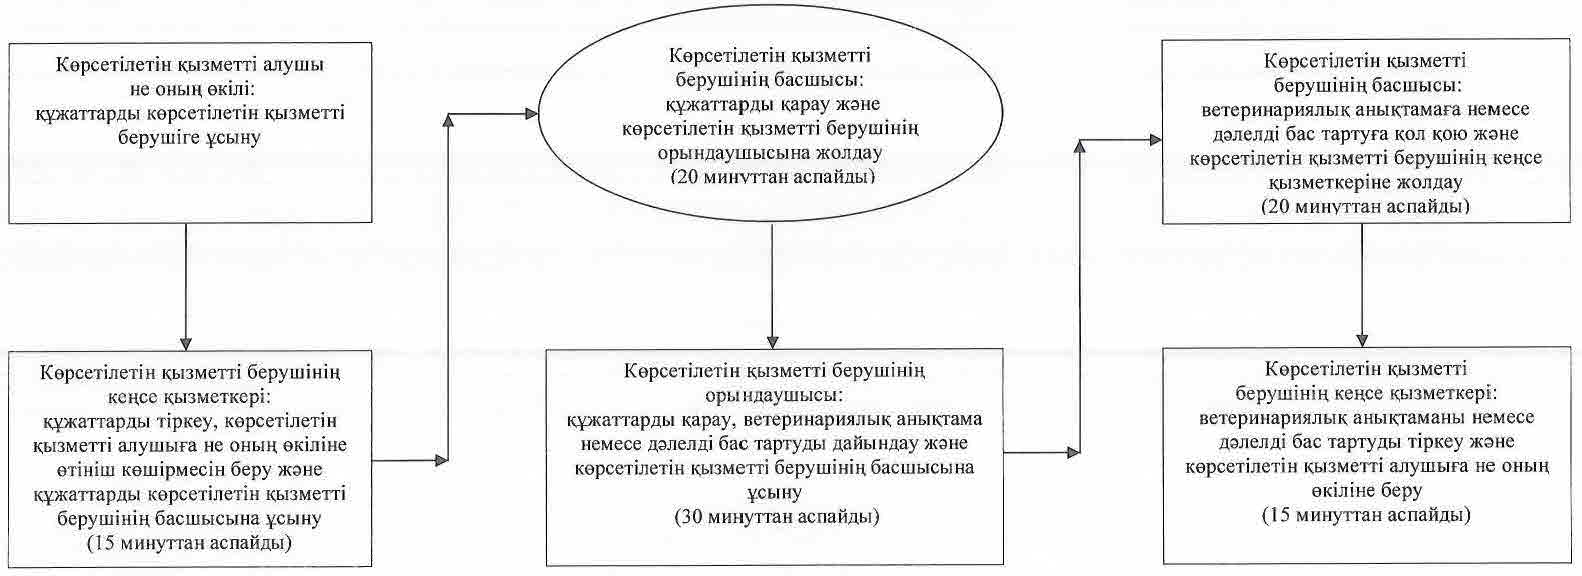 Көрсетілетін қызметті алушы
не оның өкілі:
құжаттарды көрсетілетін қызметті
берушіге ұсыну
Көрсетілетін қызметті берушінің
кеңсе қызметкері:
құжаттарды тіркеу, көрсетілетін
қызметті алушыға не оның өкіліне
өтініш көшірмесін беру және
құжаттарды көрсетілетін қызметті
берушінің басшысына ұсыну
(15 минуттан аспайды)
Көрсетілетін қызметті
берушінің басшысы:
құжаттарды қарау және
көрсетілетін қызметті берушінің
орындаушысына жолдау
(20 минуттан аспайды)
Көрсетілетін қызметті берушінің
орындаушысы:
құжаттарды қарау, ветеринариялық анықтама
немесе дәлелді бас тартуды дайындау және
көрсетілетін қызметті берушінің басшысына
ұсыну
(30 минуттан аспайды)
Көрсетілетін қызметті
берушінің басшысы:
ветеринариялық анықтамаға немесе
дәлелді бас тартуға қол қою және
көрсетілетін қызметті берушінің кеңсе
қызметкеріне жолдау
(20 минуттан аспайды)
Көрсетілетін қызметті
берушінің кеңсе қызметкері:
ветеринариялық анықтаманы немесе
дәлелді бас тартуды тіркеу және
көрсетілетін қызметті алушыға не оның
өкіліне беру
(15 минуттан аспайды)